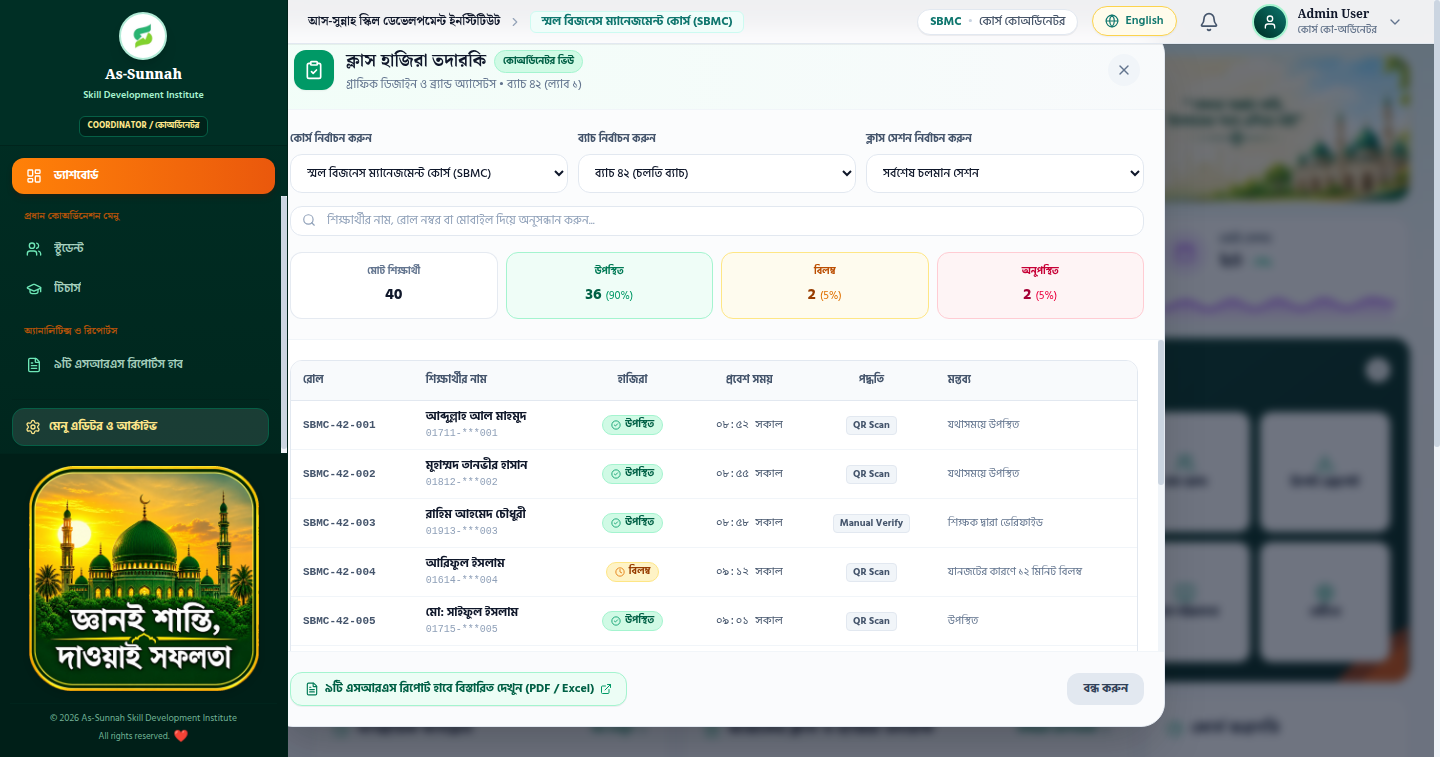 As-Sunnah
Skill Development Institute
COORDINATOR / কোঅর্ডিনেটর
ড্যাশবোর্ড
প্রধান কোঅর্ডিনেশন মেনু
স্টুডেন্ট
টিচার্স
অ্যানালিটিক্স ও রিপোর্টস
৯টি এসআরএস রিপোর্টস হাব
মেনু এডিটর ও আর্কাইভ
জ্ঞানই শান্তি,
দাওয়াই সফলতা
© 2026 As-Sunnah Skill Development Institute
All rights reserved. ❤️
আস-সুন্নাহ স্কিল ডেভেলপমেন্ট ইনস্টিটিউট > স্মল বিজনেস ম্যানেজমেন্ট কোর্স (SBMC)
SBMC • কোর্স কোঅর্ডিনেটর
English
Admin User
কোর্স কো-অর্ডিনেটর
ক্লাস হাজিরা তদারকি কোঅর্ডিনেটর ভিউ
গ্রাফিক ডিজাইন ও ব্র্যান্ড অ্যাসেটস • ব্যাচ ৪২ (ল্যাব ১)
কোর্স নির্বাচন করুন ব্যাচ নির্বাচন করুন ক্লাস সেশন নির্বাচন করুন
স্মল বিজনেস ম্যানেজমেন্ট কোর্স (SBMC) ব্যাচ ৪২ (চলতি ব্যাচ) সর্বশেষ চলমান সেশন
শিক্ষার্থীর নাম, রোল নম্বর বা মোবাইল দিয়ে অনুসন্ধান করুন...
মোট শিক্ষার্থী উপস্থিত বিলম্ব অনুপস্থিত
40 36 (90%) 2 (5%) 2 (5%)
রোল শিক্ষার্থীর নাম হাজিরা প্রবেশ সময় পদ্ধতি মন্তব্য
SBMC-42-001 আব্দুল্লাহ আল মাহমুদ উপস্থিত ০৮:৫২ সকাল QR Scan যথাসময়ে উপস্থিত
01711-***001
SBMC-42-002 মুহাম্মদ তানভীর হাসান উপস্থিত ০৮:৫৫ সকাল QR Scan যথাসময়ে উপস্থিত
01812-***002
SBMC-42-003 রাহিম আহমেদ চৌধুরী উপস্থিত ০৮:৫৮ সকাল Manual Verify শিক্ষক দ্বারা ভেরিফাইড
01913-***003
SBMC-42-004 আরিফুল ইসলাম বিলম্ব ০৯:১২ সকাল QR Scan যানজটের কারণে ১২ মিনিট বিলম্ব
01614-***004
SBMC-42-005 মো: সাইফুল ইসলাম উপস্থিত ০৯:০১ সকাল QR Scan উপস্থিত
01715-***005
৯টি এসআরএস রিপোর্ট হাবে বিস্তারিত দেখুন (PDF / Excel)
বন্ধ করুন